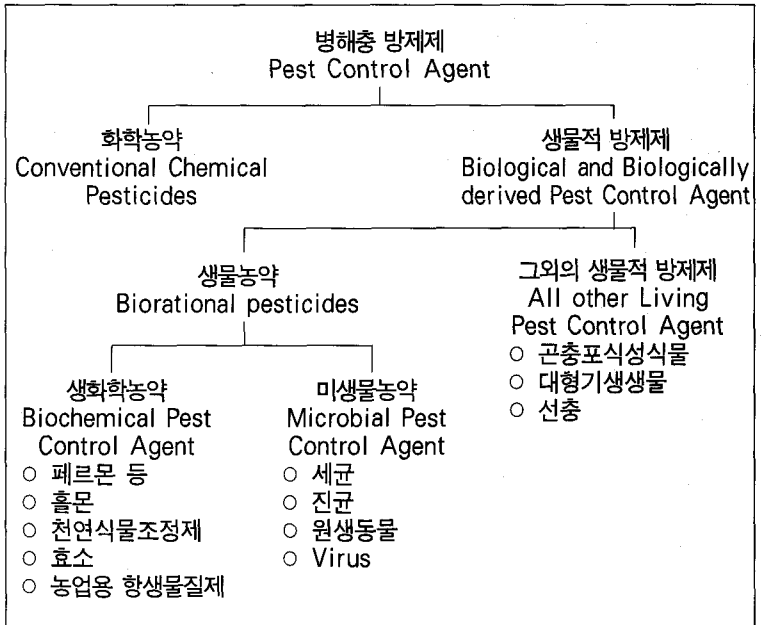 병해충 방제제
Pest Control Agent
화학농약
Conventional Chemical
Pesticides
생물적 방제제
Biological and Biologically
derived Pest Control Agent
생물농약
Biorational pesticides
그외의 생물적 방제제
All other Living
Pest Control Agent
○ 곤충포식성식물
○ 대형기생생물
○ 선충
생화학농약
Biochemical Pest
Control Agent
○ 페르몬 등
○ 홀몬
○ 천연식물조정제
○ 효소
○ 농업용 항생물질제
미생물농약
Microbial Pest
Control Agent
○ 세균
○ 진균
○ 원생동물
○ Virus